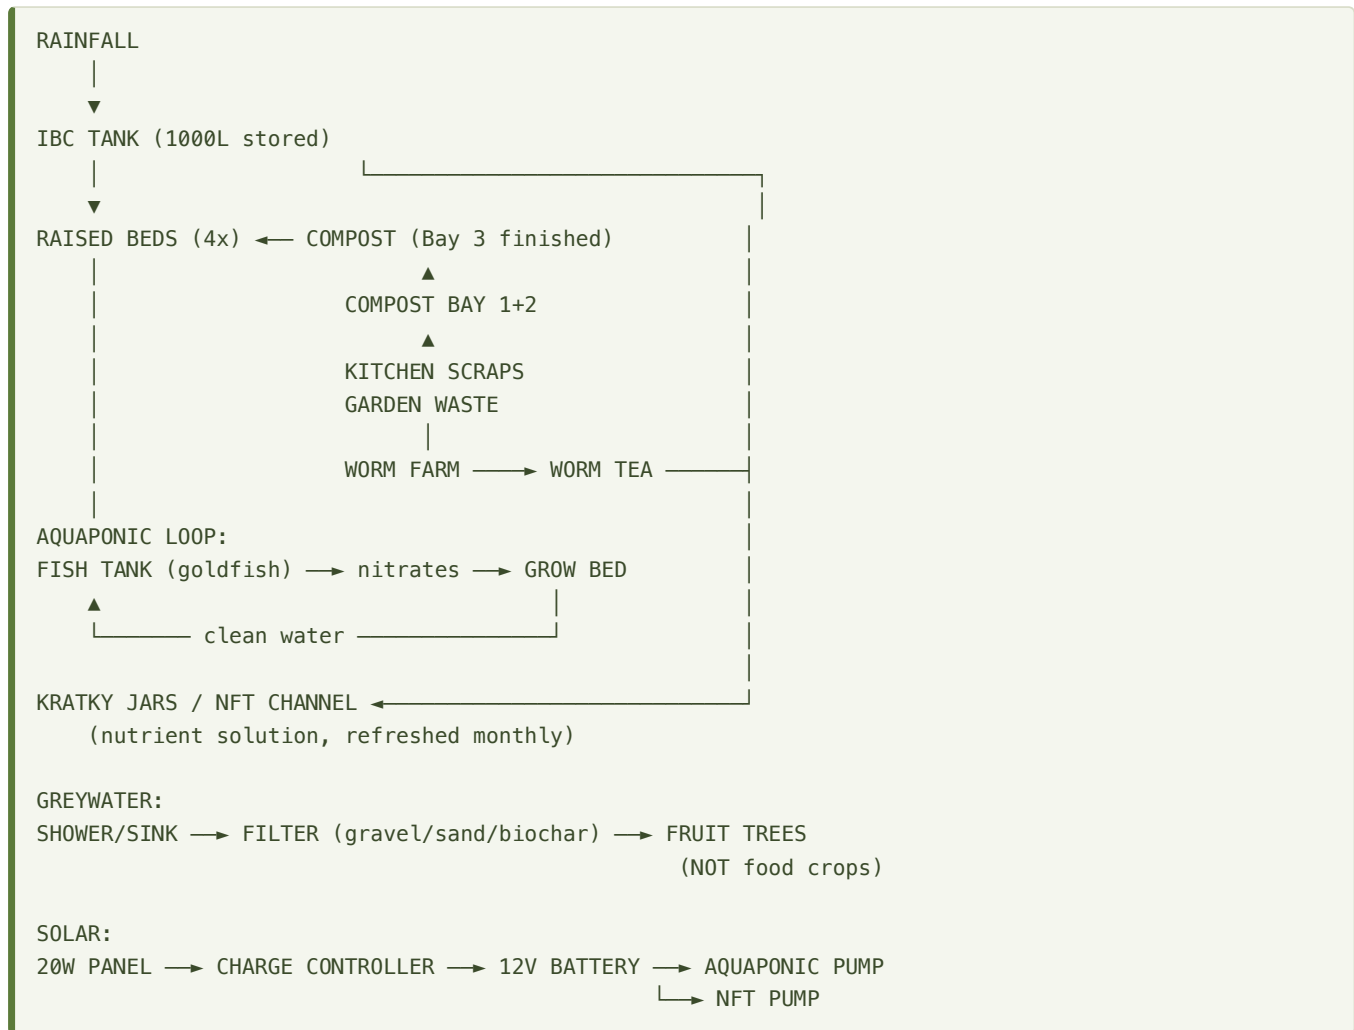 RAINFALL
IBC TANK (1000L stored)
RAISED BEDS (4x) ◄── COMPOST (Bay 3 finished)
COMPOST BAY 1+2
KITCHEN SCRAPS
GARDEN WASTE
WORM FARM ───► WORM TEA
AQUAPONIC LOOP:
FISH TANK (goldfish) ──► nitrates ──► GROW BED
clean water
KRATKY JARS / NFT CHANNEL
(nutrient solution, refreshed monthly)
GREYWATER:
SHOWER/SINK ──► FILTER (gravel/sand/biochar) ──► FRUIT TREES
(NOT food crops)
SOLAR:
20W PANEL ──► CHARGE CONTROLLER ──► 12V BATTERY ──► AQUAPONIC PUMP
└──► NFT PUMP